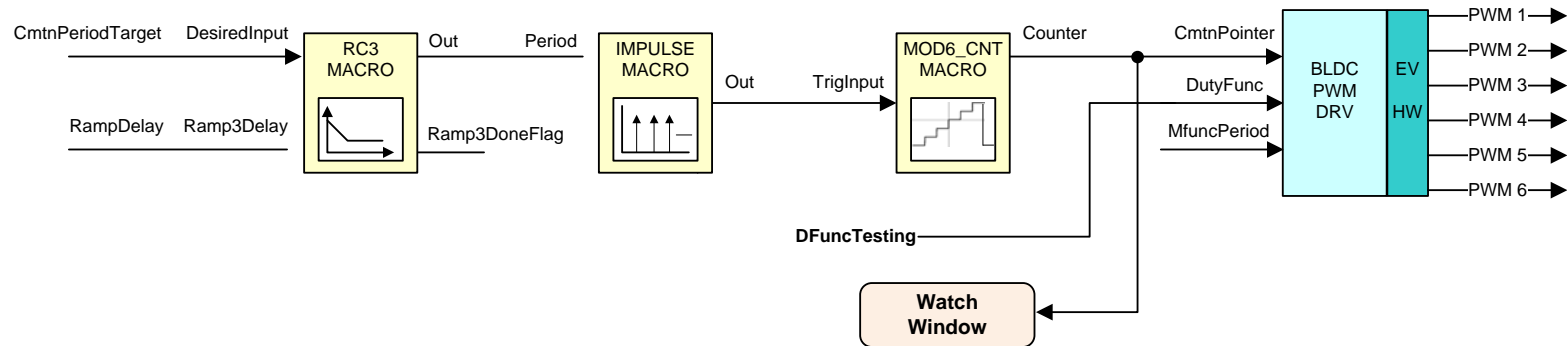 CmtnPeriodTarget
DesiredInput
RampDelay
Ramp3Delay
RC3
MACRO
Out
Period
Ramp3DoneFlag
IMPULSE
MACRO
Out
TrigInput
MOD6_CNT
MACRO
Counter
CmtnPointer
DutyFunc
MfuncPeriod
BLDC
PWM
DRV
EV
HW
PWM 1
PWM 2
PWM 3
PWM 4
PWM 5
PWM 6
DFuncTesting
Watch
Window